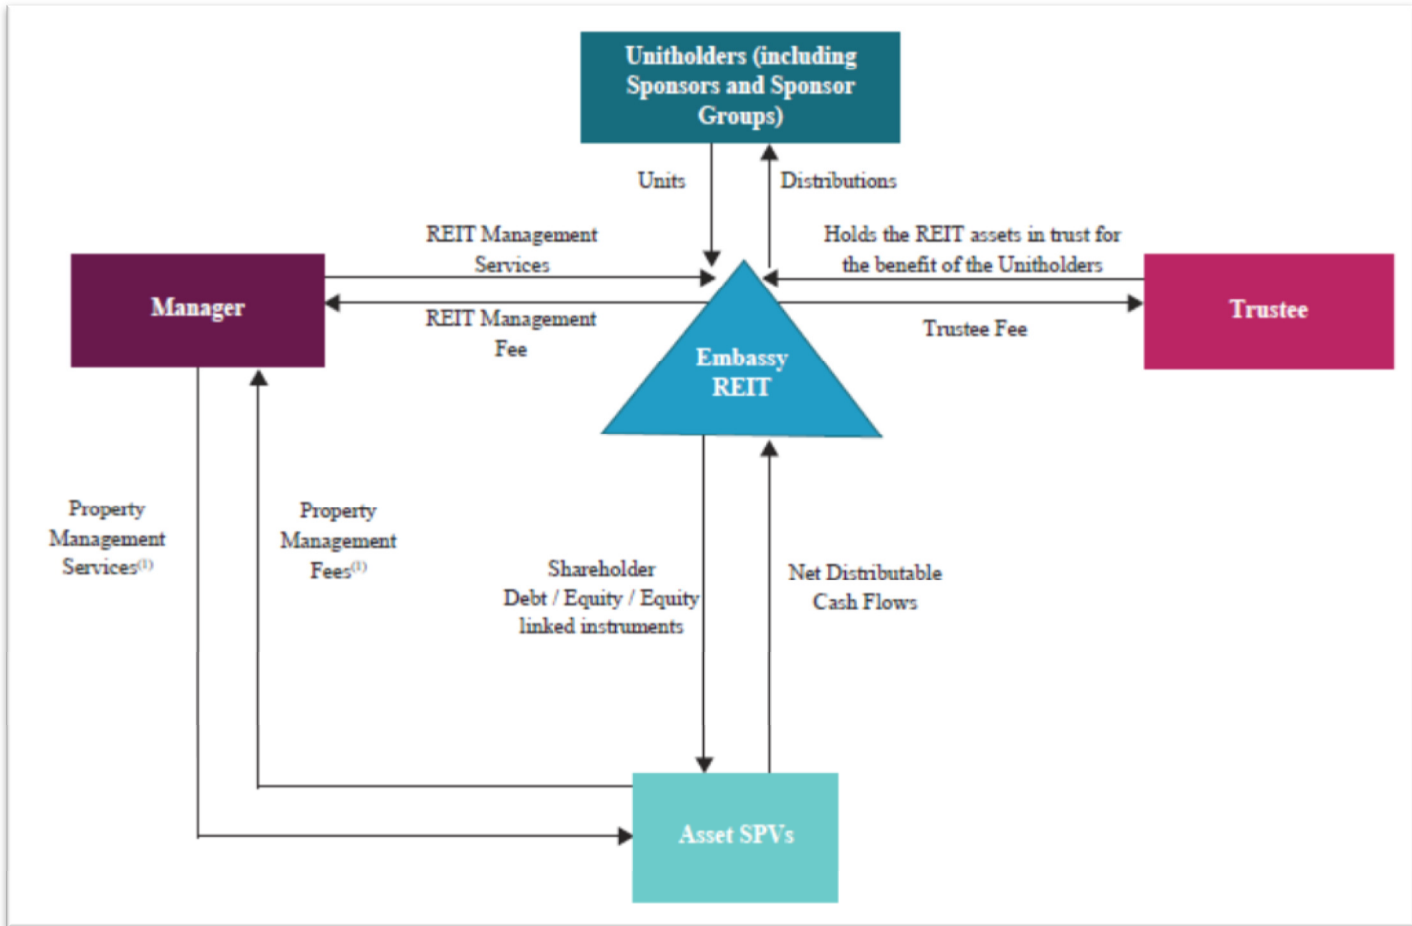 Unitholders (including
Sponsors and Sponsor
Groups)
Units
Distributions
REIT Management
Services
Holds the REIT assets in trust for
the benefit of the Unitholders
Manager
REIT Management
Fee
Trustee Fee
Trustee
Embassy
REIT
Property
Management
Services(1)
Property
Management
Fees(1)
Shareholder
Debt / Equity / Equity
linked instruments
Net Distributable
Cash Flows
Asset SPVs